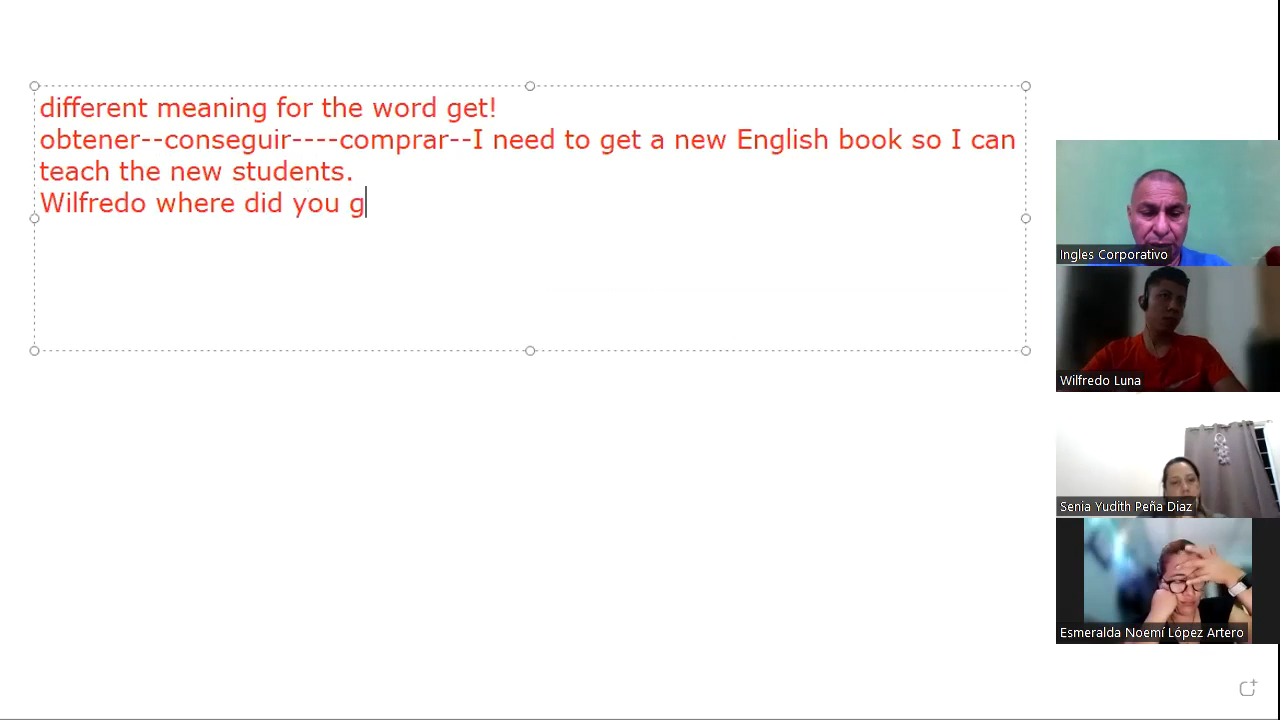 different meaning for the word get!
obtener--conseguir----comprar--I need to get a new English book so I can
teach the new students.
Wilfredo where did you g
Ingles Corporativo
Wilfredo Luna
Senia Yudith Peña Diaz
Esmeralda Noemí López Artero